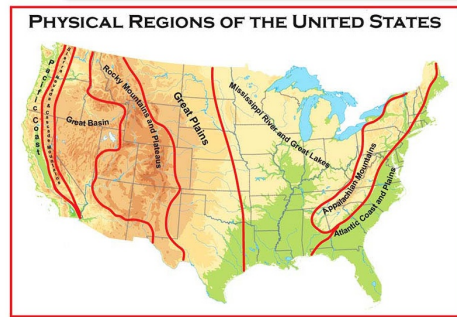 PHYSICAL REGIONS OF THE UNITED STATES
Pacific Coast
Great Basin
Rocky Mountains and Plateaus
Great Plains
Mississippi River and Great Lakes
Appalachian Mountains
Atlantic Coast and Plains